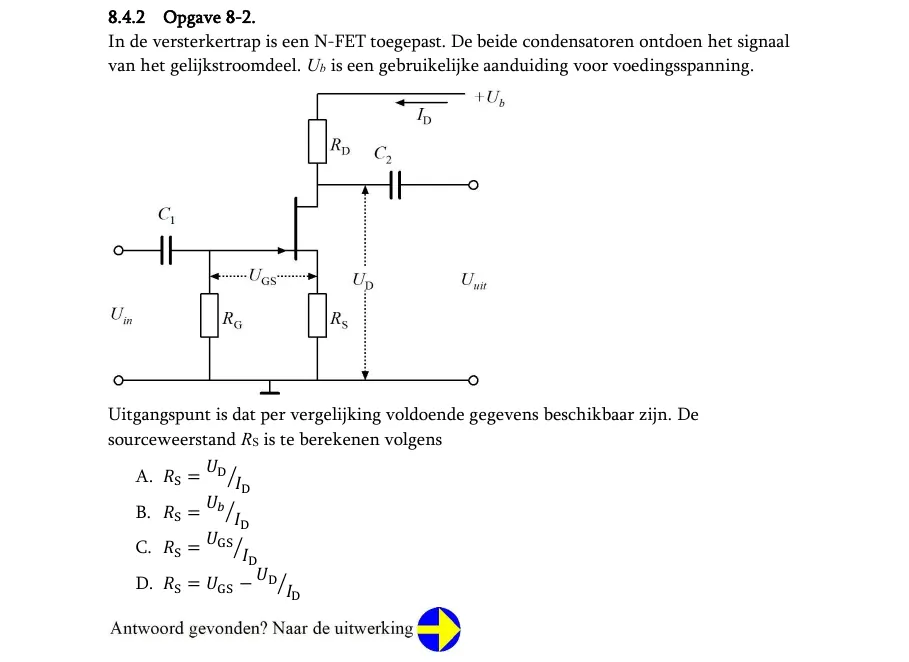 8.4.2 Opgave 8-2.
In de versterkertrap is een N-FET toegepast. De beide condensatoren ontdoen het signaal
van het gelijkstroomdeel. Ub is een gebruikelijke aanduiding voor voedingsspanning.
+Ub
ID
RD
C2
C1
UGS
UD
Uuit
Uin
RG
RS
Uitgangspunt is dat per vergelijking voldoende gegevens beschikbaar zijn. De
sourceweerstand RS is te berekenen volgens
A. RS = UD/ID
B. RS = Ub/ID
C. RS = UGS/ID
D. RS = UGS − UD/ID
Antwoord gevonden? Naar de uitwerking